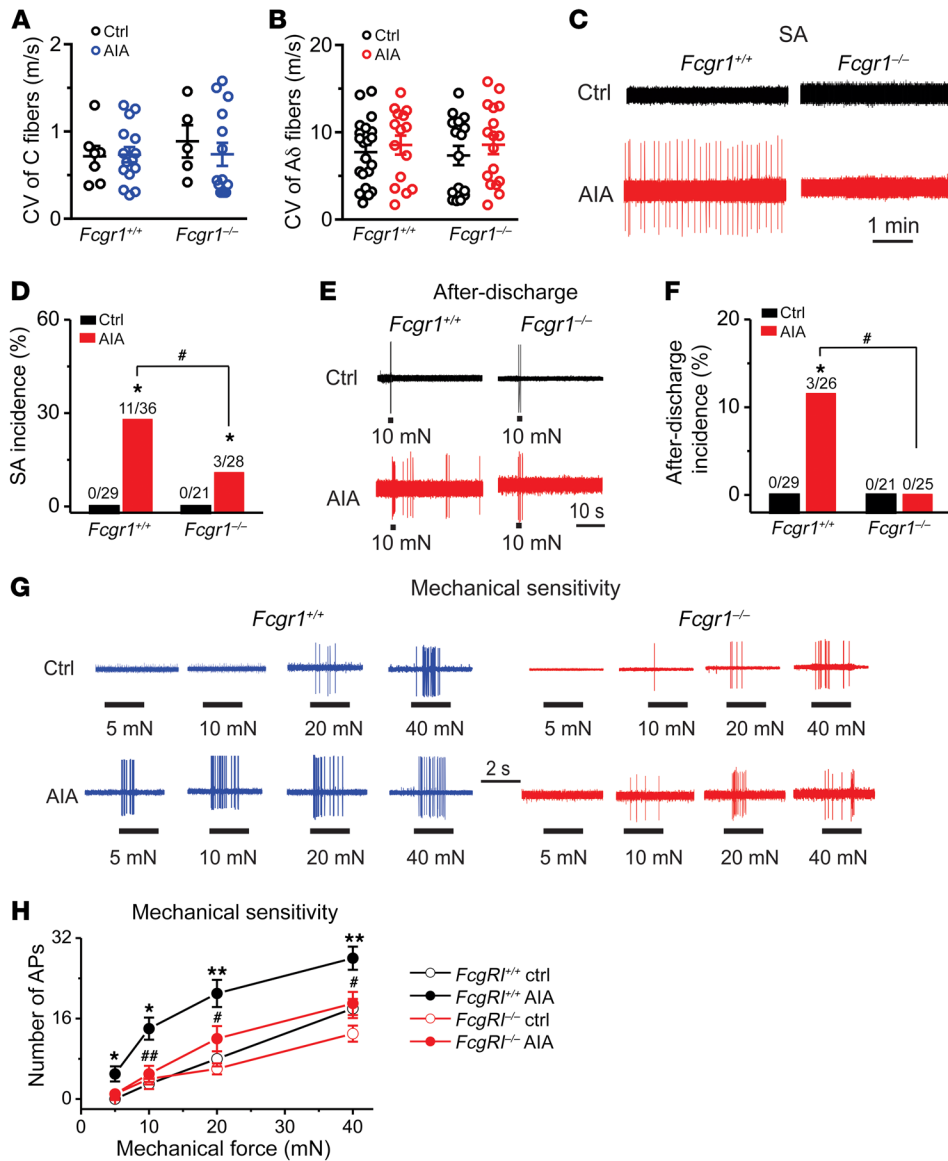 A
Ctrl
AIA
CV of C fibers (m/s)
2
1
0
Fcgr1+/+
Fcgr1–/–
B
Ctrl
AIA
CV of Aδ fibers (m/s)
20
10
0
Fcgr1+/+
Fcgr1–/–
C
SA
Fcgr1+/+
Fcgr1–/–
Ctrl
AIA
1 min
D
Ctrl
AIA
SA incidence (%)
60
30
0
#
*
11/36
*
3/28
0/29
0/21
Fcgr1+/+
Fcgr1–/–
E
After-discharge
Fcgr1+/+
Fcgr1–/–
Ctrl
10 mN
10 mN
AIA
10 s
10 mN
10 mN
F
Ctrl
AIA
After-discharge
incidence (%)
20
10
0
#
*
3/26
0/29
0/21
0/25
Fcgr1+/+
Fcgr1–/–
G
Mechanical sensitivity
Fcgr1+/+
Fcgr1–/–
Ctrl
5 mN
10 mN
20 mN
40 mN
5 mN
10 mN
20 mN
40 mN
AIA
2 s
5 mN
10 mN
20 mN
40 mN
5 mN
10 mN
20 mN
40 mN
H
Mechanical sensitivity
Number of APs
32
16
0
*
*
**
**
##
#
#
0
10
20
30
40
Mechanical force (mN)
FcgRI+/+ ctrl
FcgRI+/+ AIA
FcgRI–/– ctrl
FcgRI–/– AIA